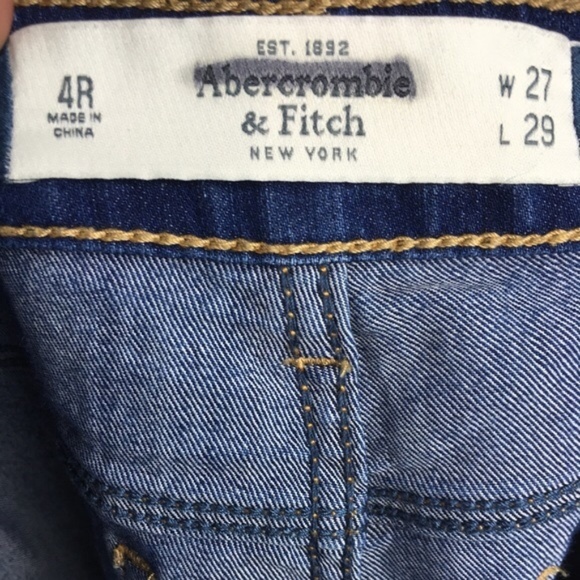 EST. 1892
Abercrombie
& Fitch
NEW YORK
4R
MADE IN
CHINA
W 27
L 29